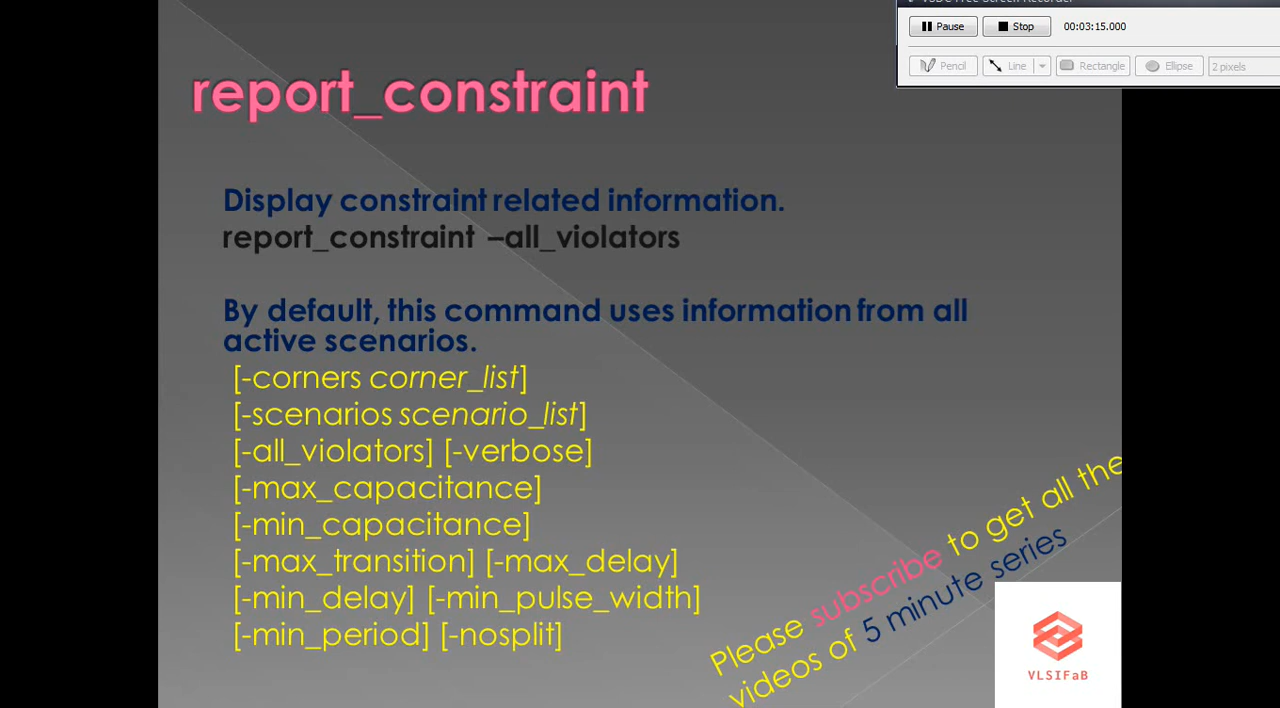 Pause Stop 00:03:15.000
Pencil Line Rectangle Ellipse 2 pixels
report_constraint
Display constraint related information.
report_constraint –all_violators
By default, this command uses information from all
active scenarios.
[-corners corner_list]
[-scenarios scenario_list]
[-all_violators] [-verbose]
[-max_capacitance]
[-min_capacitance]
[-max_transition] [-max_delay]
[-min_delay] [-min_pulse_width]
[-min_period] [-nosplit]
Please subscribe to get all the
videos of 5 minute series
VLSIFaB